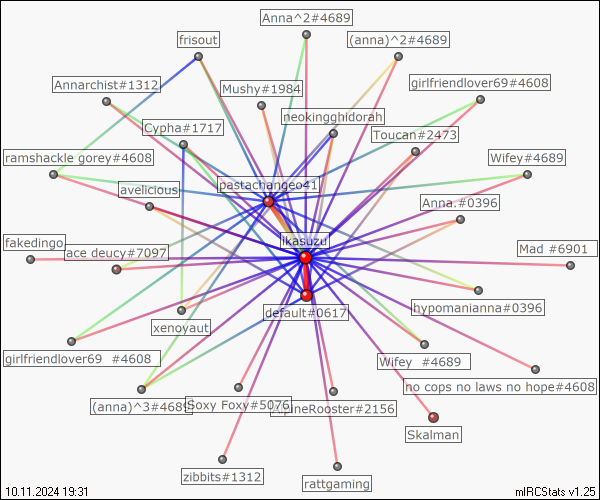 Anna^2#4689
frisout
(anna)^2#4689
Annarchist#1312
Mushy#1984
girlfriendlover69#4608
neokingghidorah
Cypha#1717
Toucan#2473
ramshackle gorey#4608
Wifey#4689
pastachangeo41
avelicious
Anna.#0396
jikasuzu
fakedingo
ace deucy#7097
Mad #6901
hypomanianna#0396
default#0617
xenoyaut
girlfriendlover69 #4608
Wifey #4689
no cops no laws no hope#4608
(anna)^3#4689
Soxy Foxy#5076
pineRooster#2156
Skalman
zibbits#1312
rattgaming
10.11.2024 19:31
mIRCStats v1.25